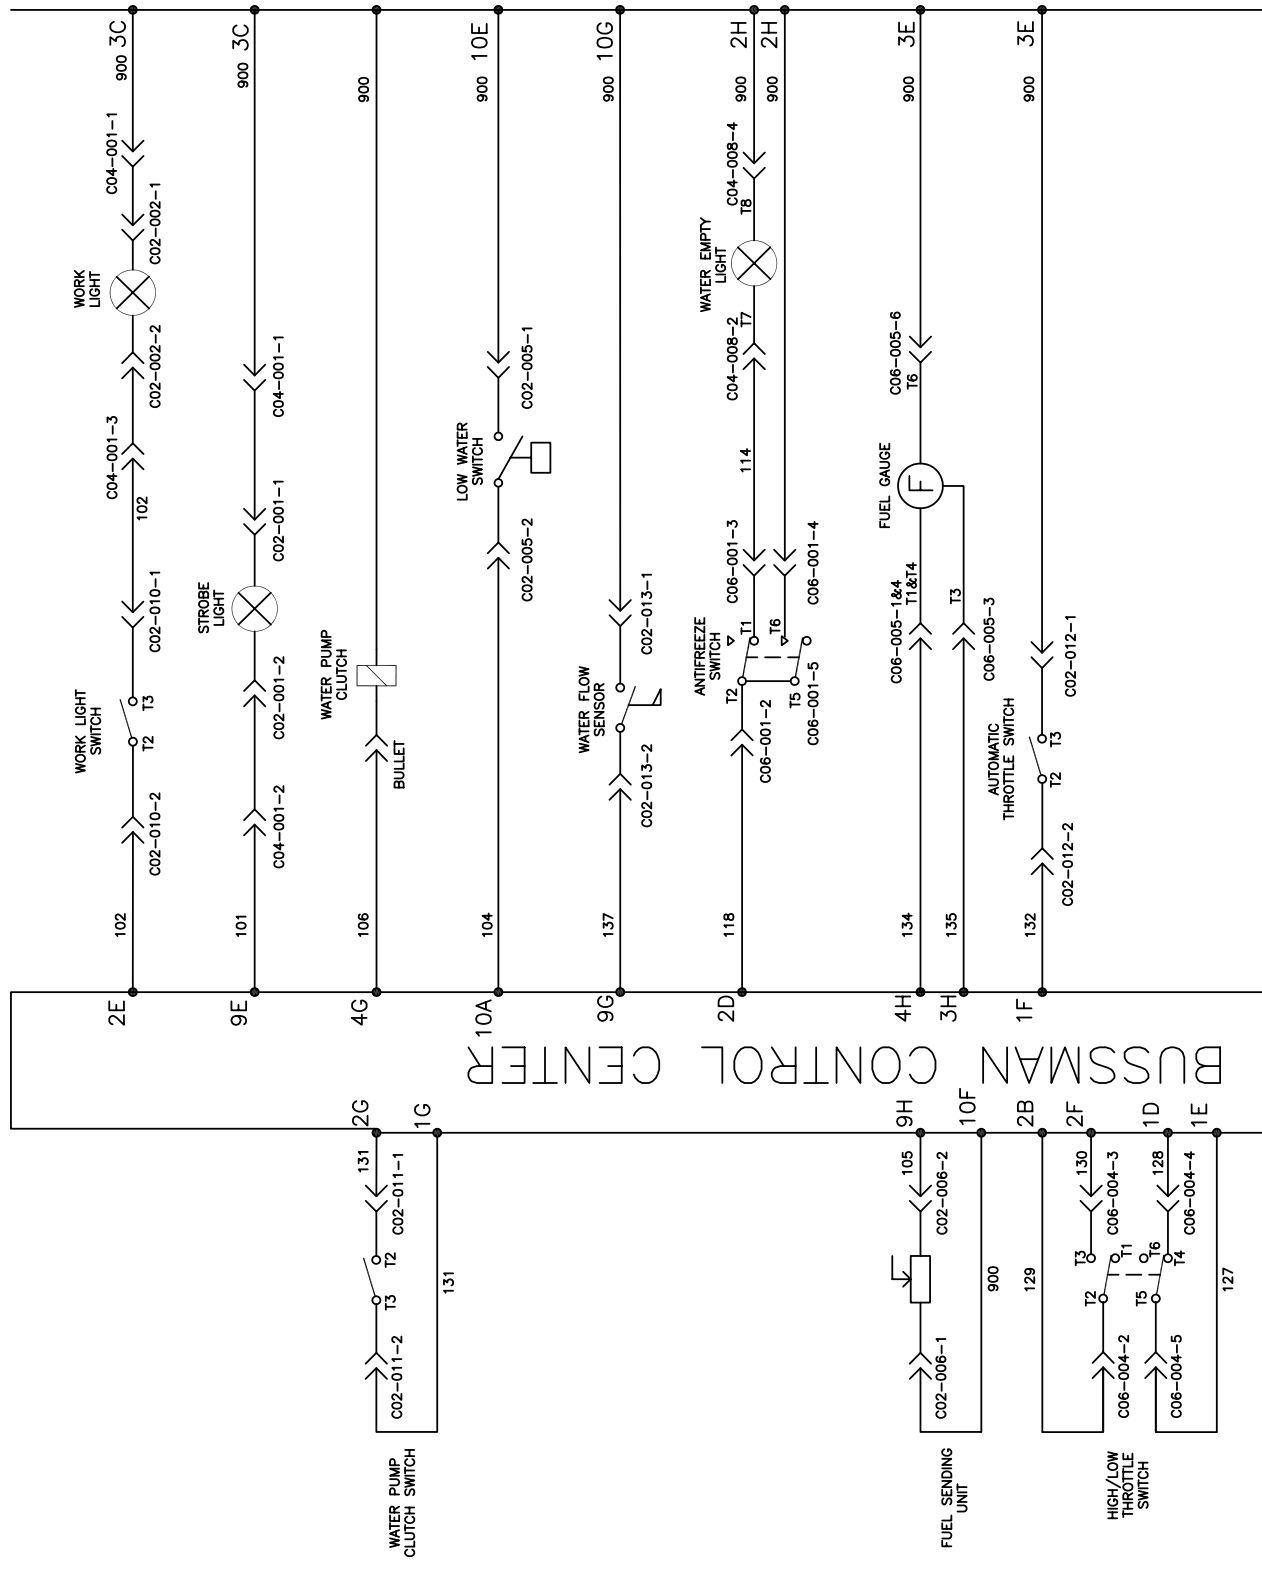 3C
900
C04-001-1
C02-002-1
WORK
LIGHT
C02-002-2
C04-001-3
102
C02-010-1
WORK LIGHT
SWITCH
T3
T2
C02-010-2
102
2E
3C
900
C04-001-1
C02-001-1
STROBE
LIGHT
C02-001-2
C04-001-2
101
9E
900
WATER PUMP
CLUTCH
BULLET
106
4G
10E
900
C02-005-1
LOW WATER
SWITCH
C02-005-2
104
10A
10G
900
C02-013-1
WATER FLOW
SENSOR
C02-013-2
137
9G
2H
2H
900
900
C04-008-4
T8
WATER EMPTY
LIGHT
T7
C04-008-2
114
C06-001-3
C06-001-4
ANTIFREEZE
SWITCH
T1
T6
T2
T5
C06-001-5
C06-001-2
118
2D
3E
900
C06-005-6
T6
FUEL GAUGE
F
C06-005-1&4
T1&T4
T3
C06-005-3
134
135
4H
3H
3E
900
C02-012-1
AUTOMATIC
THROTTLE SWITCH
T3
T2
C02-012-2
132
1F
BUSSMAN CONTROL CENTER
2G
1G
131
C02-011-1
T2
T3
131
C02-011-2
WATER PUMP
CLUTCH SWITCH
9H
10F
105
C02-006-2
900
C02-006-1
FUEL SENDING
UNIT
2B
2F
1D
1E
130
C06-004-3
128
C06-004-4
T3
T1
T6
T4
129
T2
T5
127
C06-004-2
C06-004-5
HIGH/LOW
THROTTLE
SWITCH